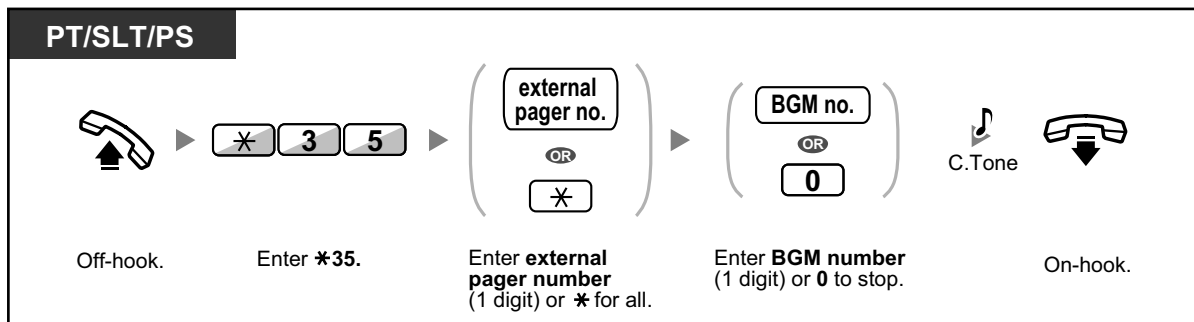 PT/SLT/PS
external
pager no.
OR
✳
✳ 3 5
BGM no.
OR
0
C.Tone
Off-hook.
Enter ✳35.
Enter external
pager number
(1 digit) or ✳ for all.
Enter BGM number
(1 digit) or 0 to stop.
On-hook.